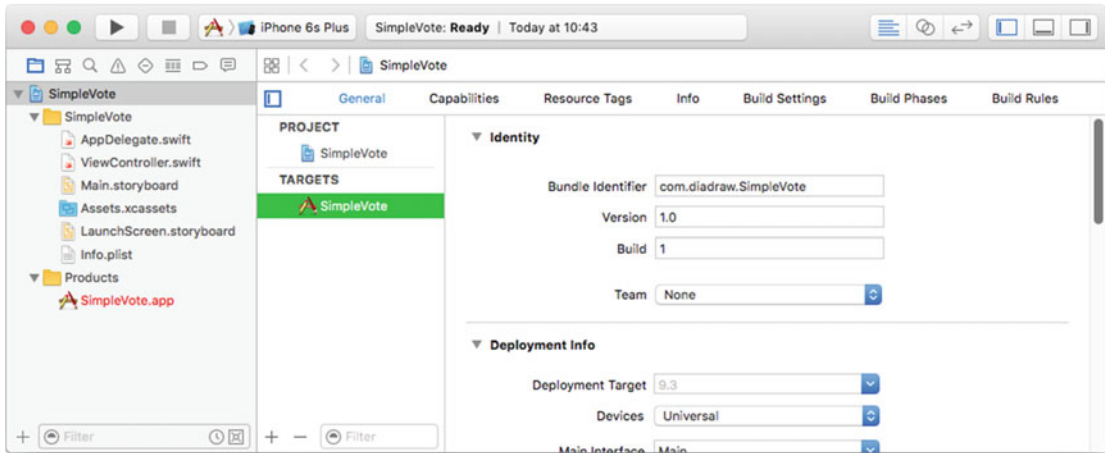 iPhone 6s Plus
SimpleVote: Ready | Today at 10:43
SimpleVote
SimpleVote
AppDelegate.swift
ViewController.swift
Main.storyboard
Assets.xcassets
LaunchScreen.storyboard
Info.plist
Products
SimpleVote.app
Filter
SimpleVote
General Capabilities Resource Tags Info Build Settings Build Phases Build Rules
PROJECT
SimpleVote
TARGETS
SimpleVote
Filter
Identity
Bundle Identifier com.diadraw.SimpleVote
Version 1.0
Build 1
Team None
Deployment Info
Deployment Target 9.3
Devices Universal
Main Interface Main